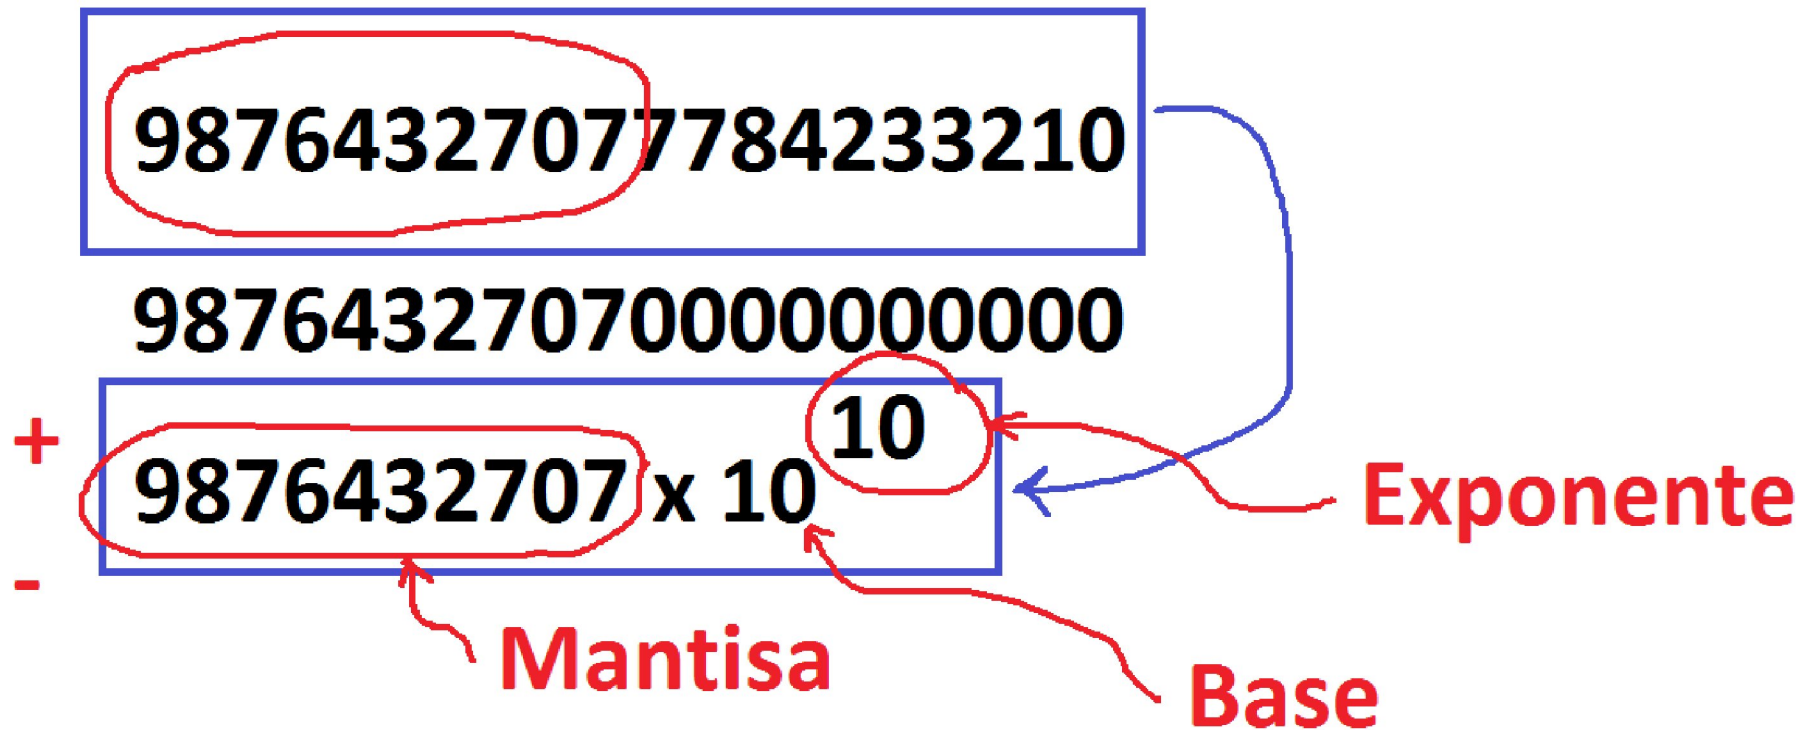 98764327077784233210
98764327070000000000
+
9876432707 x 10 10
-
Exponente
Mantisa
Base